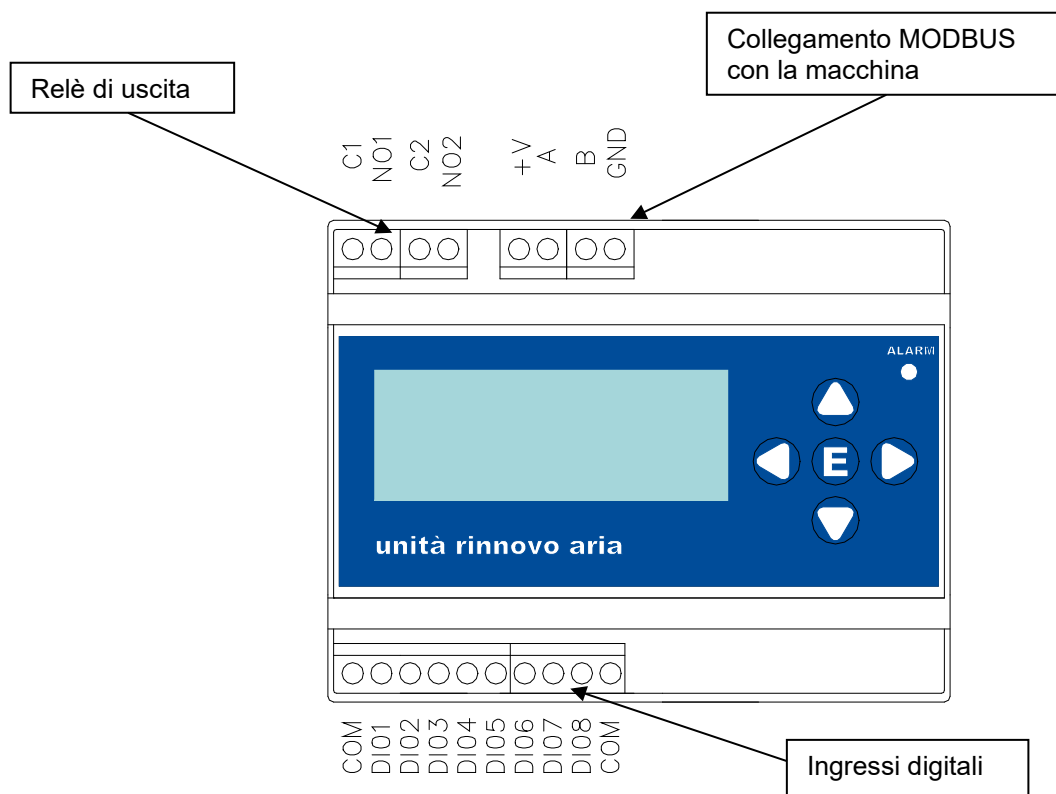 Collegamento MODBUS
con la macchina
Relè di uscita
C1
NO1
C2
NO2
+V
A
B
GND
ALARM
E
unità rinnovo aria
COM
DI01
DI02
DI03
DI04
DI05
DI06
DI07
DI08
COM
Ingressi digitali